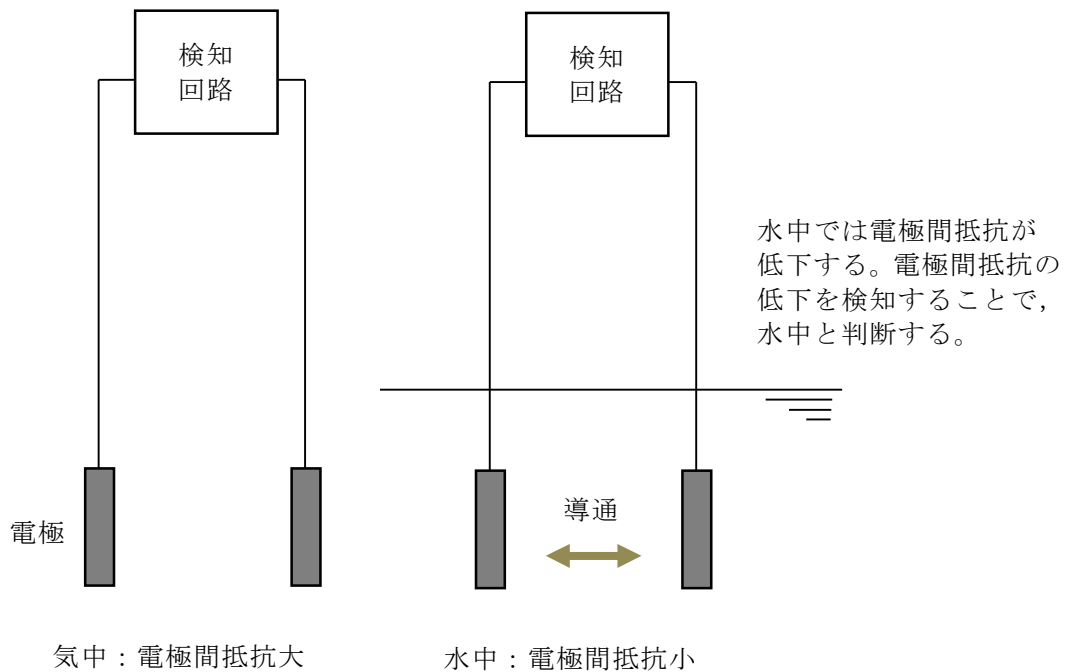 検知
回路
検知
回路
水中では電極間抵抗が
低下する。電極間抵抗の
低下を検知することで,
水中と判断する。
電極
導通
気中:電極間抵抗大
水中:電極間抵抗小